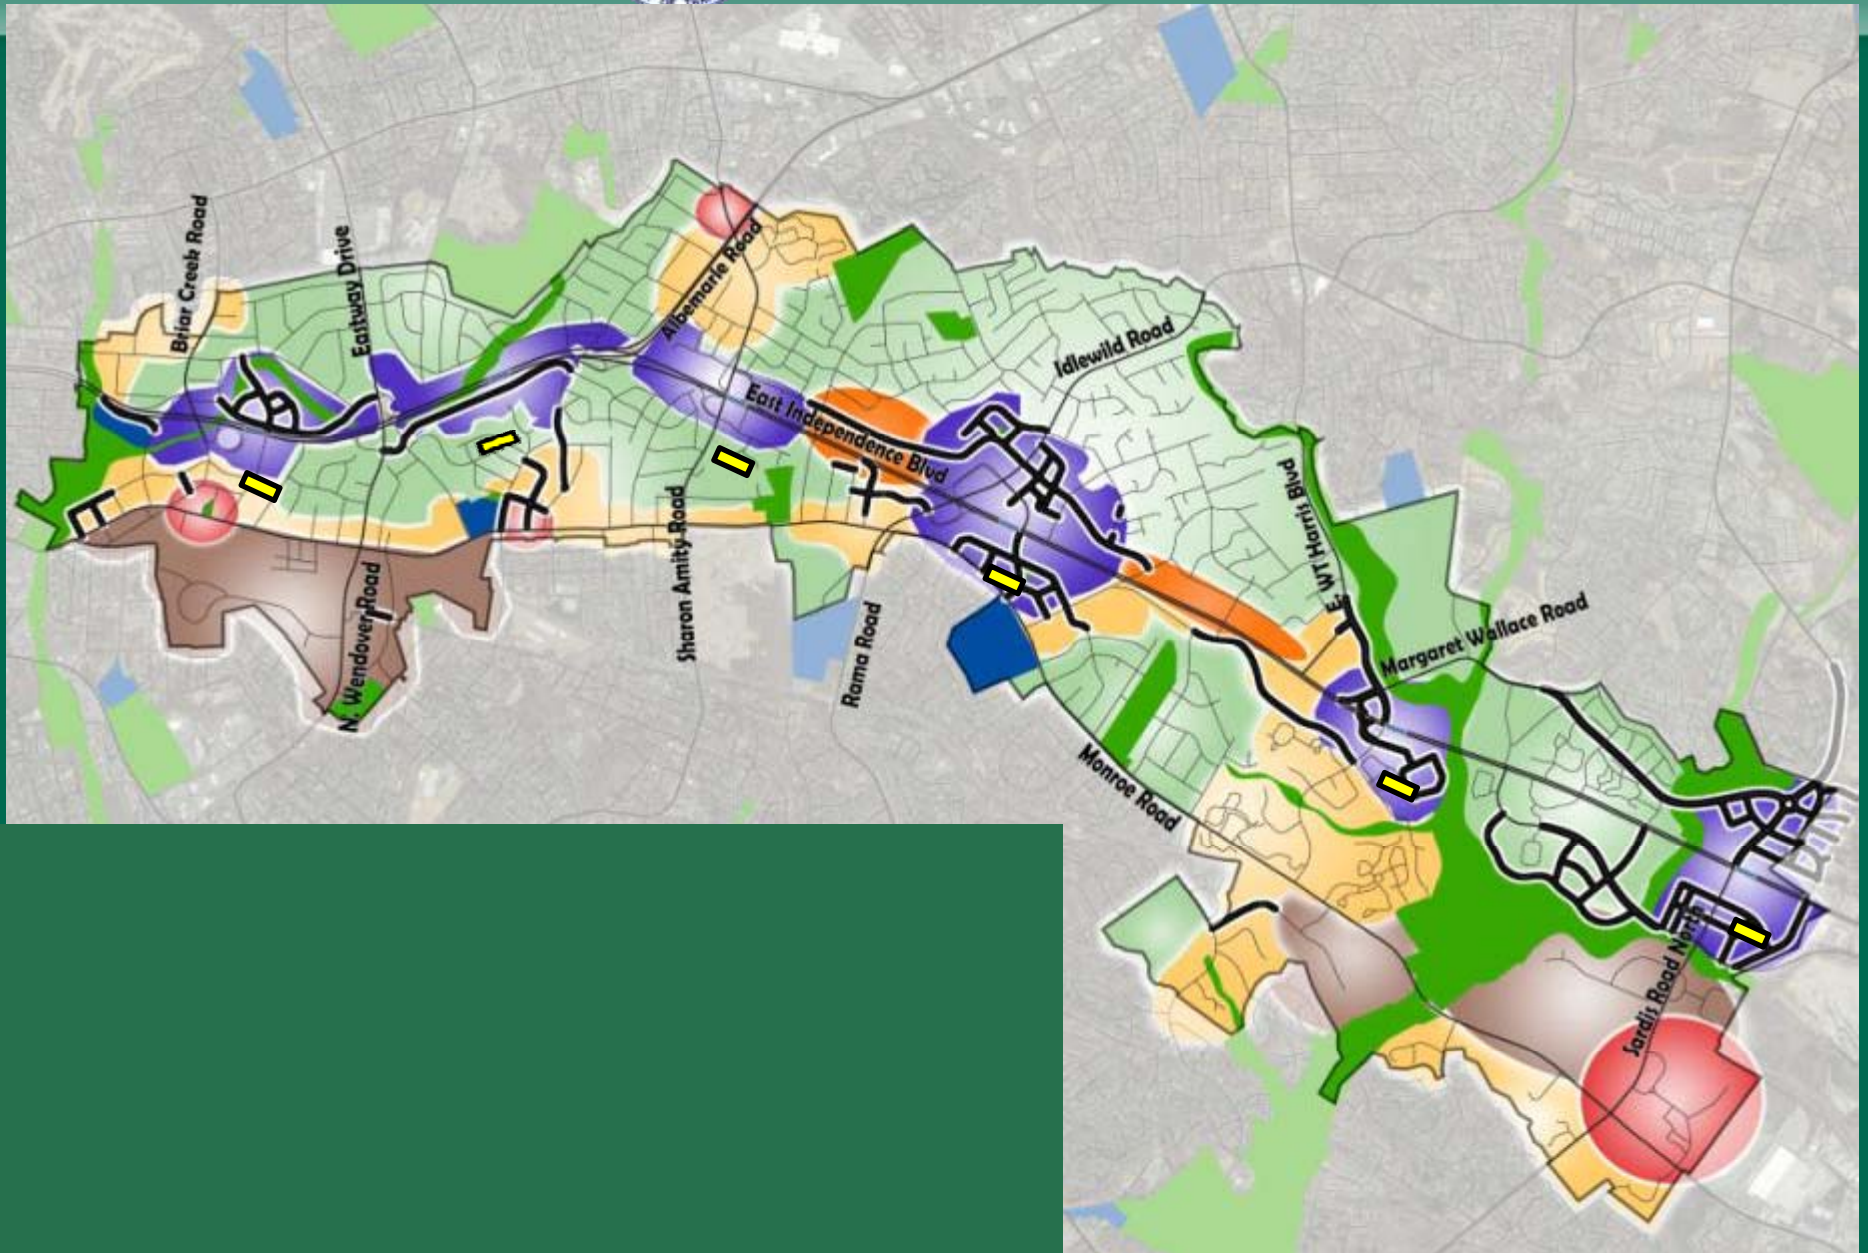 Briar Creek Road
Eastway Drive
Albemarle Road
Idlewild Road
East Independence Blvd
E. WT Harris Blvd
Sharon Amity Road
N. Wendover Road
Rama Road
Margaret Wallace Road
Monroe Road
Sardis Road North